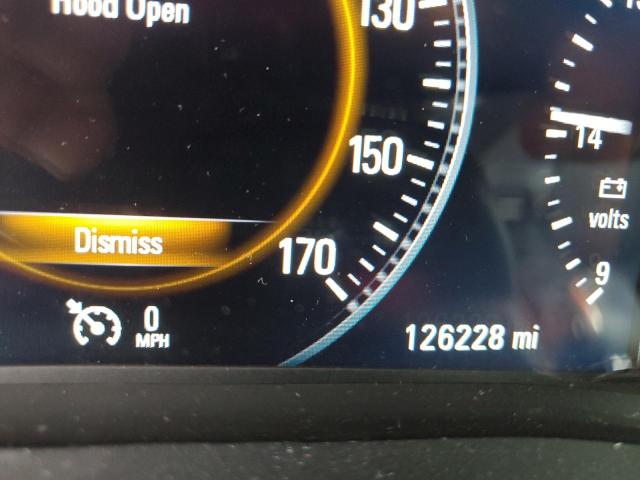 Hood Open
130
14
150
volts
Dismiss
170
9
0
MPH
126228 mi